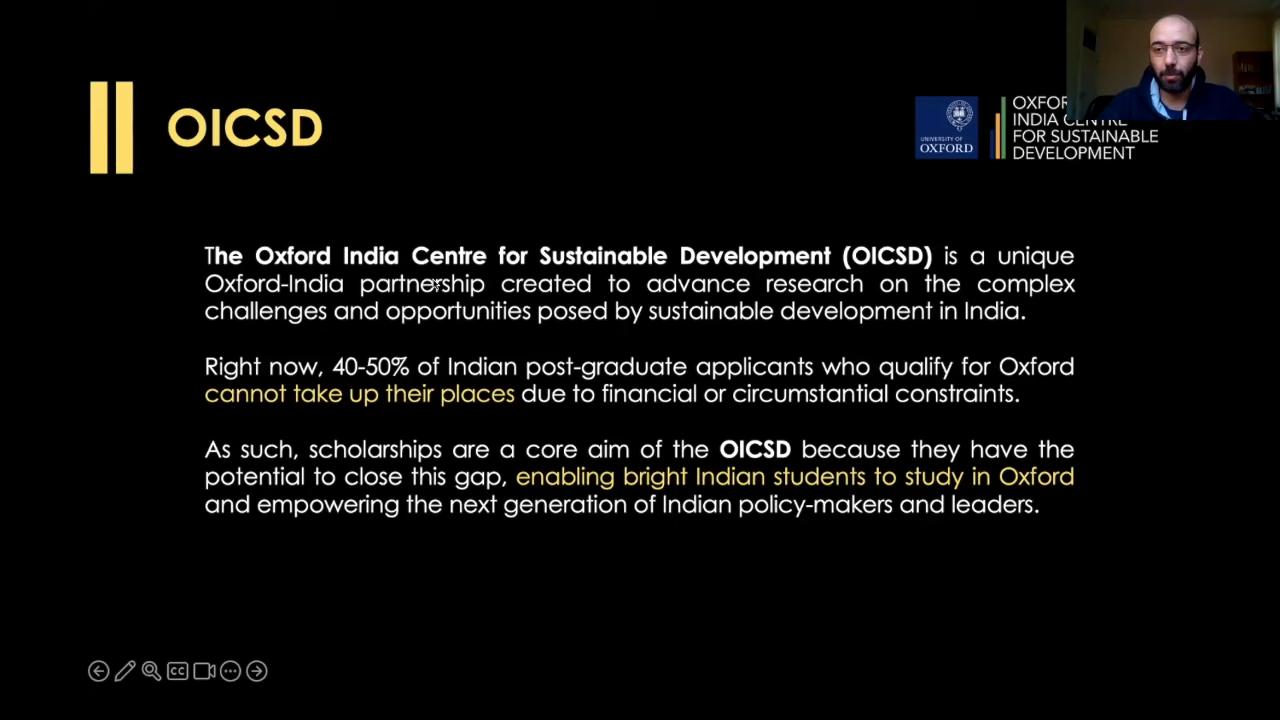 OICSD
UNIVERSITY OF
OXFORD
INDIA CENTRE
FOR SUSTAINABLE
DEVELOPMENT
The Oxford India Centre for Sustainable Development (OICSD) is a unique
Oxford-India partnership created to advance research on the complex
challenges and opportunities posed by sustainable development in India.
Right now, 40-50% of Indian post-graduate applicants who qualify for Oxford
cannot take up their places due to financial or circumstantial constraints.
As such, scholarships are a core aim of the OICSD because they have the
potential to close this gap, enabling bright Indian students to study in Oxford
and empowering the next generation of Indian policy-makers and leaders.
CC